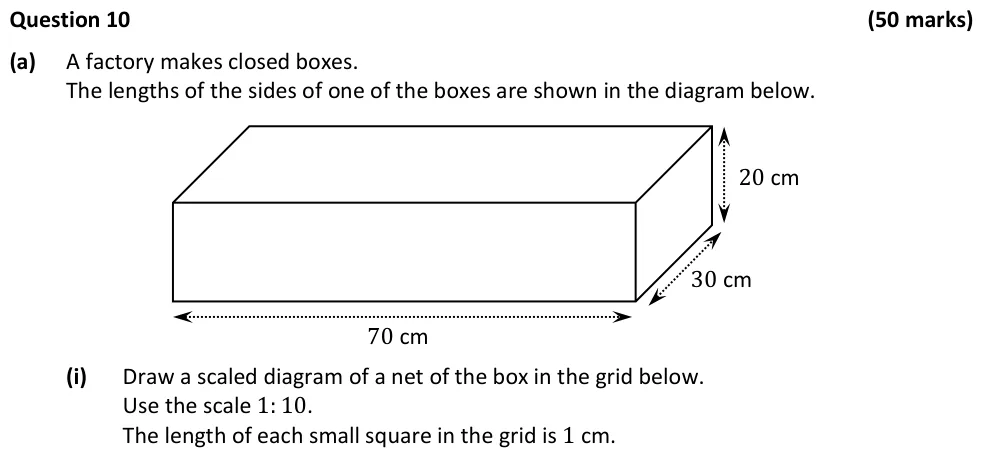 Question 10 (50 marks)
(a) A factory makes closed boxes.
The lengths of the sides of one of the boxes are shown in the diagram below.
20 cm
30 cm
70 cm
(i) Draw a scaled diagram of a net of the box in the grid below.
Use the scale 1: 10.
The length of each small square in the grid is 1 cm.